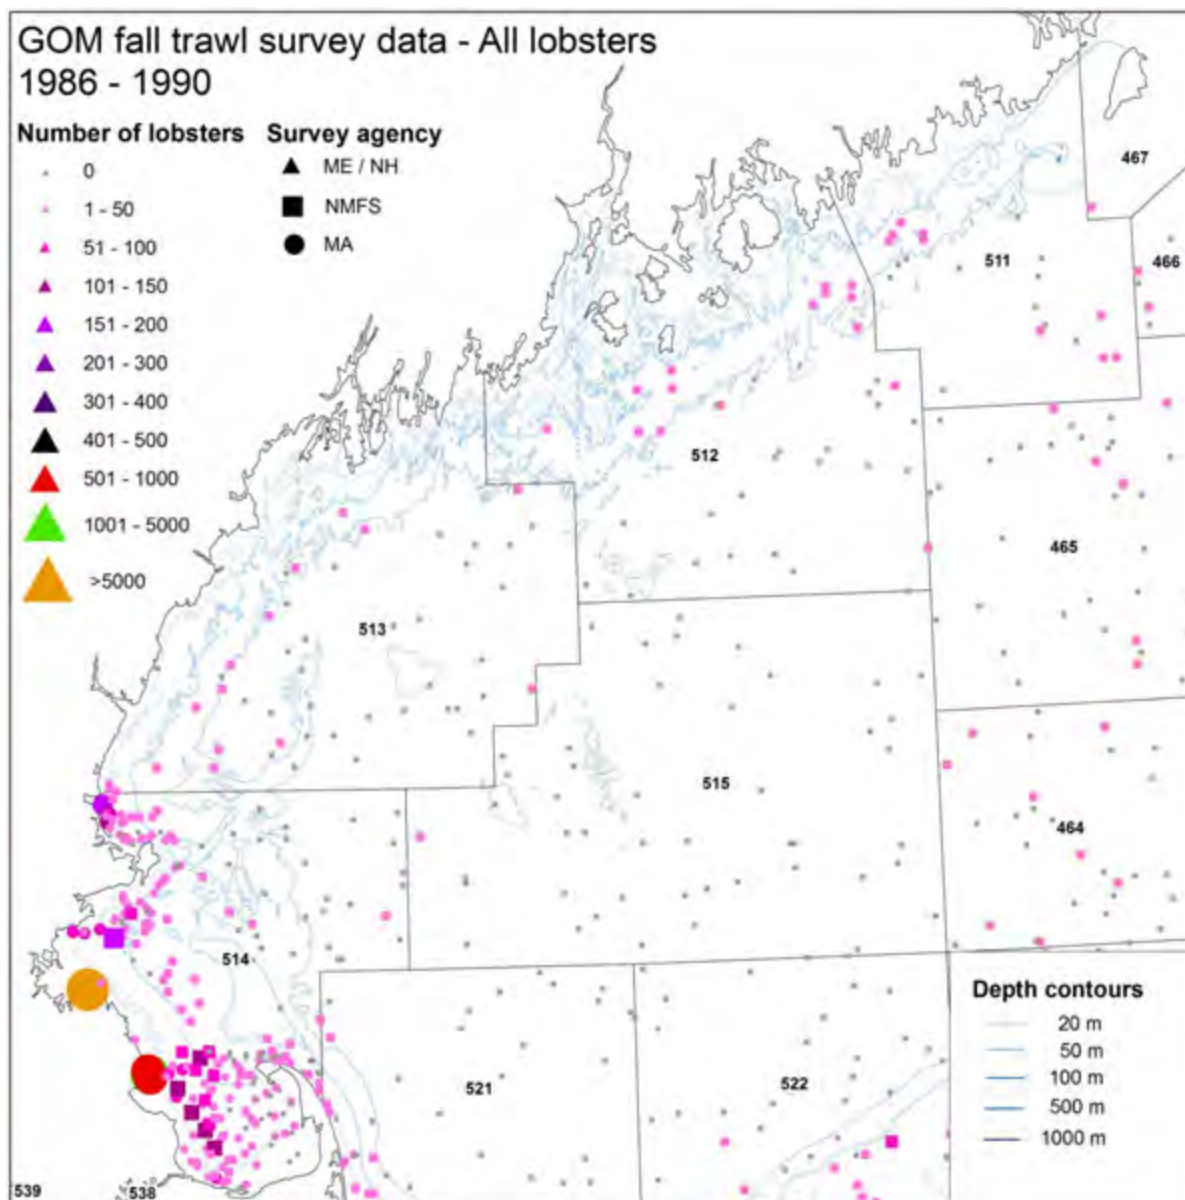 GOM fall trawl survey data - All lobsters
1986 - 1990
Number of lobsters
0
1 - 50
51 - 100
101 - 150
151 - 200
201 - 300
301 - 400
401 - 500
501 - 1000
1001 - 5000
>5000
Survey agency
ME / NH
NMFS
MA
467
511
466
512
465
513
515
464
514
521
522
Depth contours
20 m
50 m
100 m
500 m
1000 m
539
538